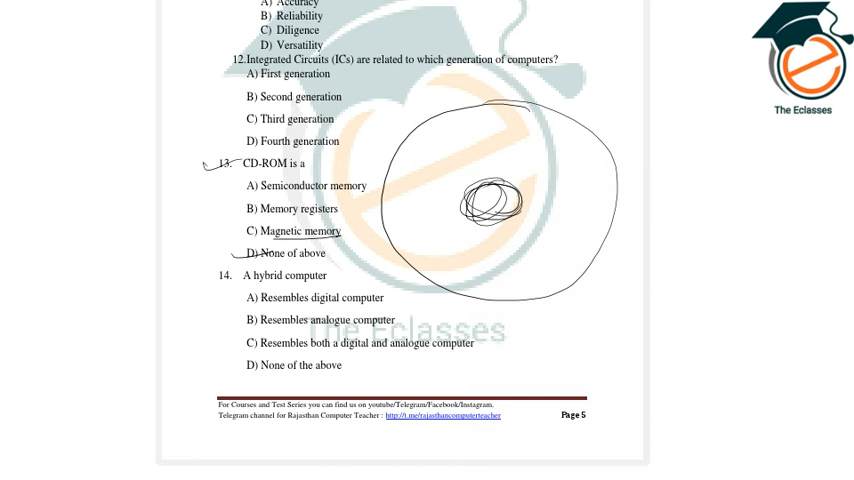 A) Accuracy
B) Reliability
C) Diligence
D) Versatility
12.Integrated Circuits (ICs) are related to which generation of computers?
A) First generation
B) Second generation
C) Third generation
D) Fourth generation
13. CD-ROM is a
A) Semiconductor memory
B) Memory registers
C) Magnetic memory
D) None of above
14. A hybrid computer
A) Resembles digital computer
B) Resembles analogue computer
The Eclasses
C) Resembles both a digital and analogue computer
D) None of the above
For Courses and Test Series you can find us on youtube/Telegram/Facebook/Instagram.
Telegram channel for Rajasthan Computer Teacher : http://t.me/rajasthancomputerteacher Page 5
The Eclasses